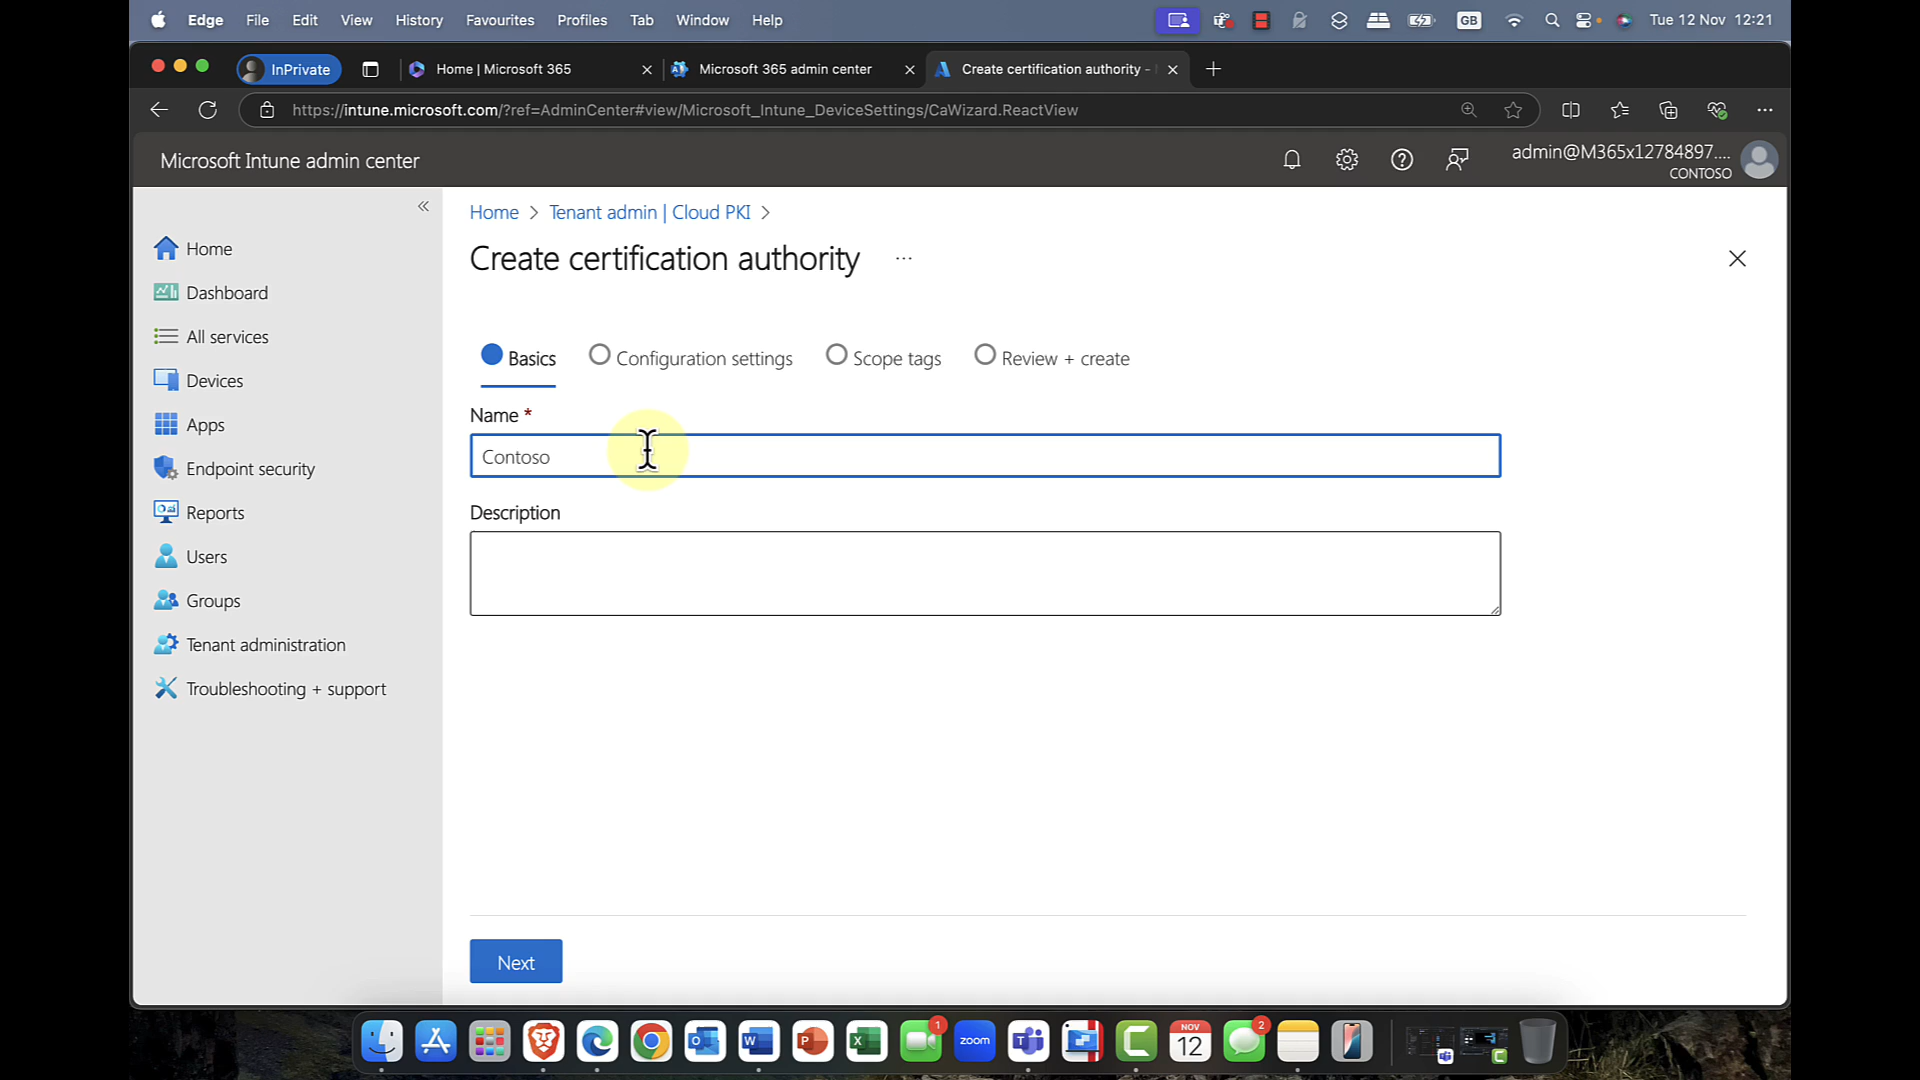 Edge File Edit View History Favourites Profiles Tab Window Help GB Tue 12 Nov 12:21
InPrivate Home | Microsoft 365 Microsoft 365 admin center Create certification authority -
https://intune.microsoft.com/?ref=AdminCenter#view/Microsoft_Intune_DeviceSettings/CaWizard.ReactView
Microsoft Intune admin center
admin@M365x12784897....
CONTOSO
Home > Tenant admin | Cloud PKI >
Create certification authority ...
Home
Dashboard
All services
Devices
Apps
Endpoint security
Reports
Users
Groups
Tenant administration
Troubleshooting + support
Basics Configuration settings Scope tags Review + create
Name *
Contoso
Description
Next
W P X 1 zoom NOV 12 2